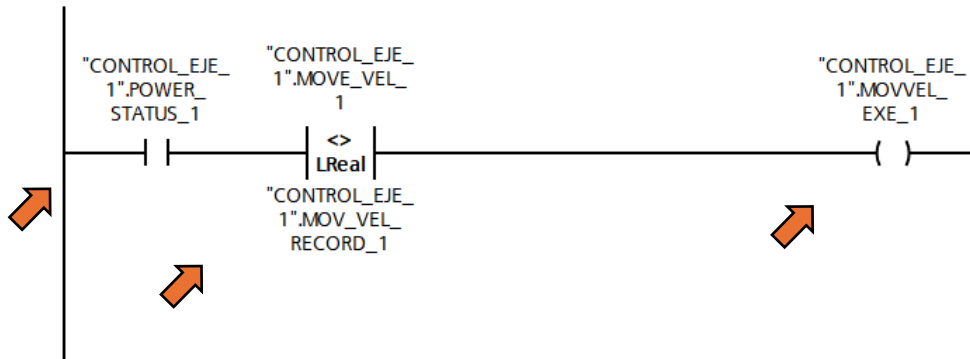 "CONTROL_EJE_
1".POWER_
STATUS_1
"CONTROL_EJE_
1".MOVE_VEL_
1
<>
LReal
"CONTROL_EJE_
1".MOV_VEL_
RECORD_1
"CONTROL_EJE_
1".MOVVEL_
EXE_1